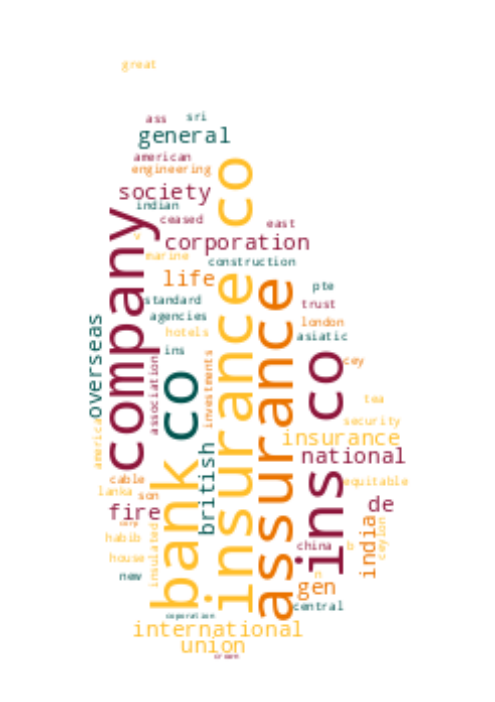 great
ass
sri
general
american
engineering
society
indian
ceased
east
company
insurance co
corporation
marine
construction
life
assurance
pte
standard
trust
agencies
london
hotels
asiatic
overseas
ins
ins co
association
investments
cey
bank co
tea
america
security
british
insurance
national
cable
equitable
lanka
son
fire
de
corp
india
ceylon
habib
insulated
china
b
house
new
n
gen
central
corporation
international
union